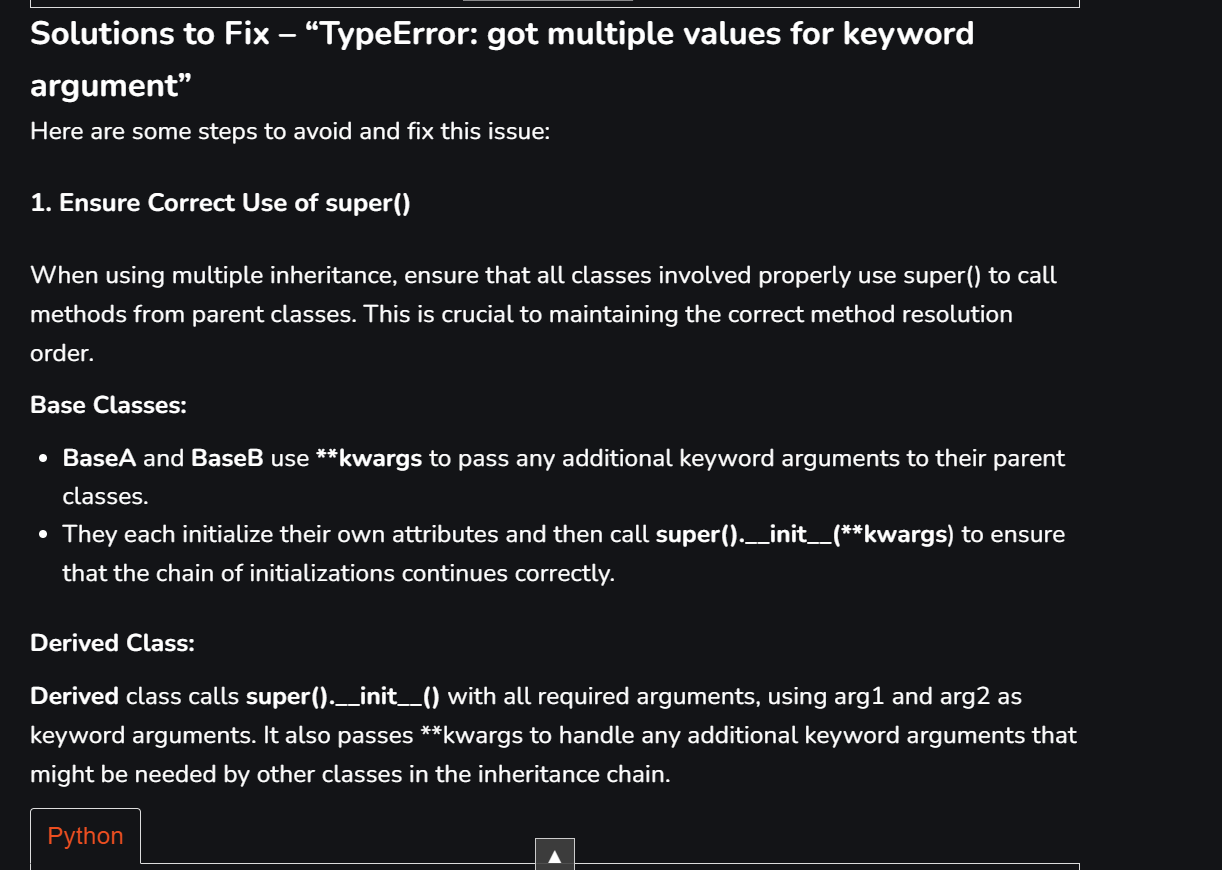 Solutions to Fix – “TypeError: got multiple values for keyword
argument”
Here are some steps to avoid and fix this issue:
1. Ensure Correct Use of super()
When using multiple inheritance, ensure that all classes involved properly use super() to call
methods from parent classes. This is crucial to maintaining the correct method resolution
order.
Base Classes:
• BaseA and BaseB use **kwargs to pass any additional keyword arguments to their parent
classes.
• They each initialize their own attributes and then call super().__init__(**kwargs) to ensure
that the chain of initializations continues correctly.
Derived Class:
Derived class calls super().__init__() with all required arguments, using arg1 and arg2 as
keyword arguments. It also passes **kwargs to handle any additional keyword arguments that
might be needed by other classes in the inheritance chain.
Python
▲